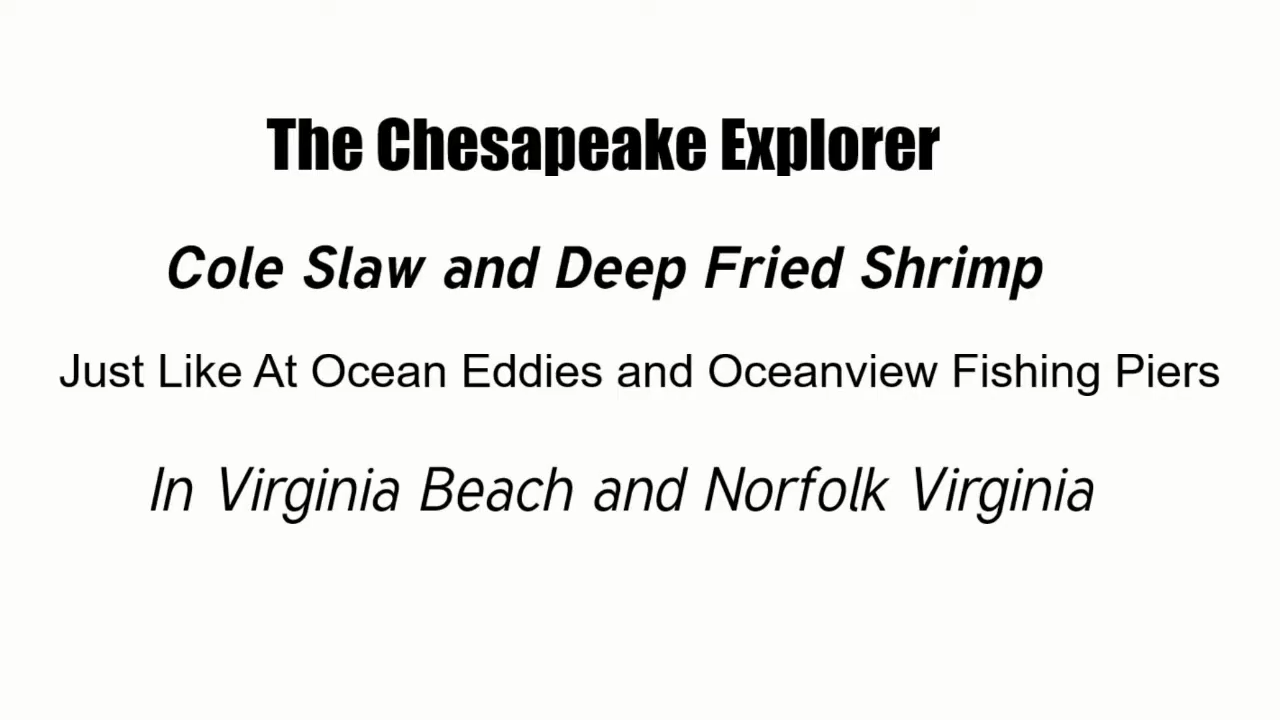 The Chesapeake Explorer
Cole Slaw and Deep Fried Shrimp
Just Like At Ocean Eddies and Oceanview Fishing Piers
In Virginia Beach and Norfolk Virginia